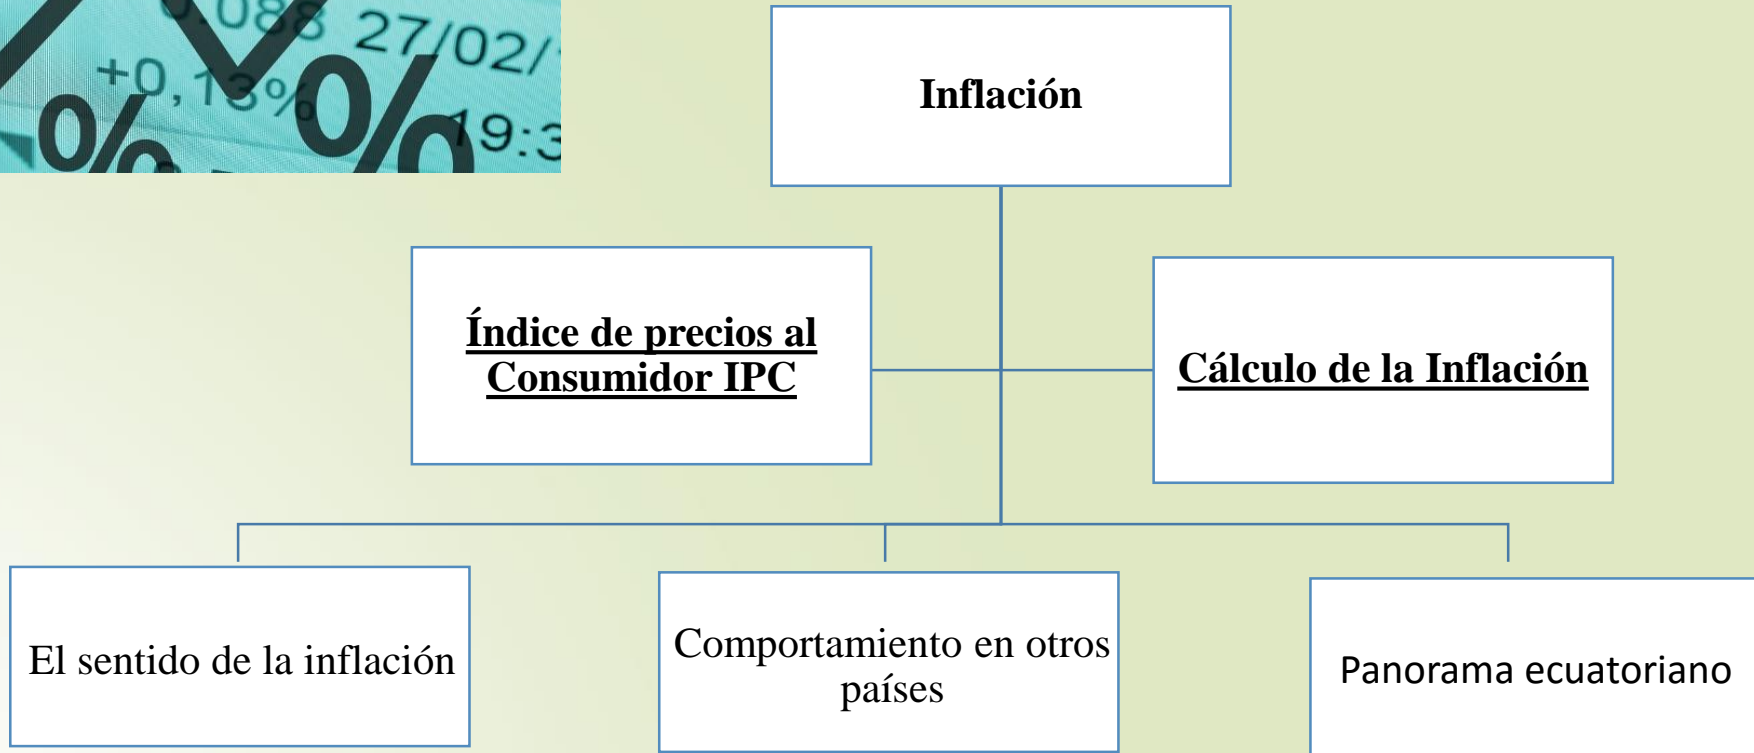 0.088 27/02/
+0,13%
19:3
%
%
Inflación
Índice de precios al
Consumidor IPC
Cálculo de la Inflación
El sentido de la inflación
Comportamiento en otros
países
Panorama ecuatoriano